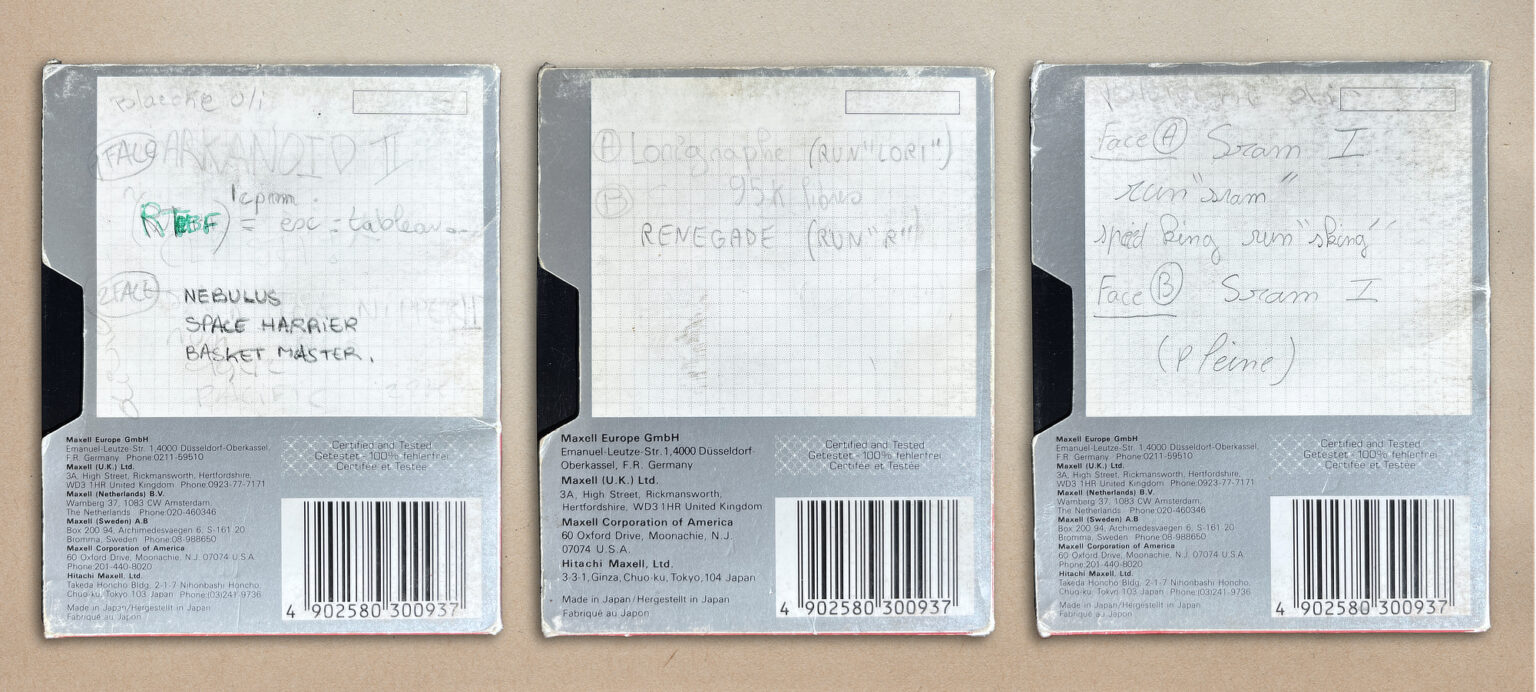 oli
1 FACE ARKANOID II
1cpmm.
RTBF) = esc = tableau
2 FACE NEBULUS
SPACE HARRIER
BASKET MASTER.
PACIFIC
Maxell Europe GmbH
Emanuel-Leutze-Str. 1,4000 Düsseldorf-Oberkassel,
F.R. Germany Phone:0211-59510
Maxell (U.K.) Ltd.
3A, High Street, Rickmansworth, Hertfordshire,
WD3 1HR United Kingdom Phone:0923-77-7171
Maxell (Netherlands) B.V.
Wamberg 37, 1083 CW Amsterdam,
The Netherlands Phone:020-460346
Maxell (Sweden) A.B
Box 200 94, Archimedesvaegen 6, S-161 20
Bromma, Sweden Phone:08-988650
Maxell Corporation of America
60 Oxford Drive, Moonachie, N.J. 07074 U.S.A.
Phone:201-440-8020
Hitachi Maxell, Ltd.
Takeda Honcho Bldg. 2-1-7 Nihonbashi Honcho,
Chuo-ku, Tokyo 103 Japan Phone:(03)241-9736
Made in Japan/Hergestellt in Japan
Fabriqué au Japon
Certified and Tested
Getestet - 100% fehlerfrei
Certifée et Testée
4 902580 300937
A Lorigraphe (RUN"LORI")
B 95K libres
RENEGADE (RUN"R")
Maxell Europe GmbH
Emanuel-Leutze-Str. 1,4000 Düsseldorf-
Oberkassel, F.R. Germany
Maxell (U.K.) Ltd.
3A, High Street, Rickmansworth,
Hertfordshire, WD3 1HR United Kingdom
Maxell Corporation of America
60 Oxford Drive, Moonachie, N.J.
07074 U.S.A.
Hitachi Maxell, Ltd.
3-3-1, Ginza, Chuo-ku, Tokyo, 104 Japan
Made in Japan/Hergestellt in Japan
Fabriqué au Japon
Certified and Tested
Getestet - 100% fehlerfrei
Certifée et Testée
4 902580 300937
Face A Sram I
run"sram"
speed king run"sking"
Face B Sram I
(pleine)
Maxell Europe GmbH
Emanuel-Leutze-Str. 1,4000 Düsseldorf-Oberkassel,
F.R. Germany Phone:0211-59510
Maxell (U.K.) Ltd.
3A, High Street, Rickmansworth, Hertfordshire,
WD3 1HR United Kingdom Phone:0923-77-7171
Maxell (Netherlands) B.V.
Wamberg 37, 1083 CW Amsterdam,
The Netherlands Phone:020-460346
Maxell (Sweden) A.B
Box 200 94, Archimedesvaegen 6, S-161 20
Bromma, Sweden Phone:08-988650
Maxell Corporation of America
60 Oxford Drive, Moonachie, N.J. 07074 U.S.A
Phone:201-440-8020
Hitachi Maxell, Ltd.
Takeda Honcho Bldg. 2-1-7 Nihonbashi Honcho,
Chuo-ku, Tokyo 103 Japan Phone:(03)241-9736
Made in Japan/Hergestellt in Japan
Fabriqué au Japon
Certified and Tested
Getestet - 100% fehlerfrei
Certifée et Testée
4 902580 300937